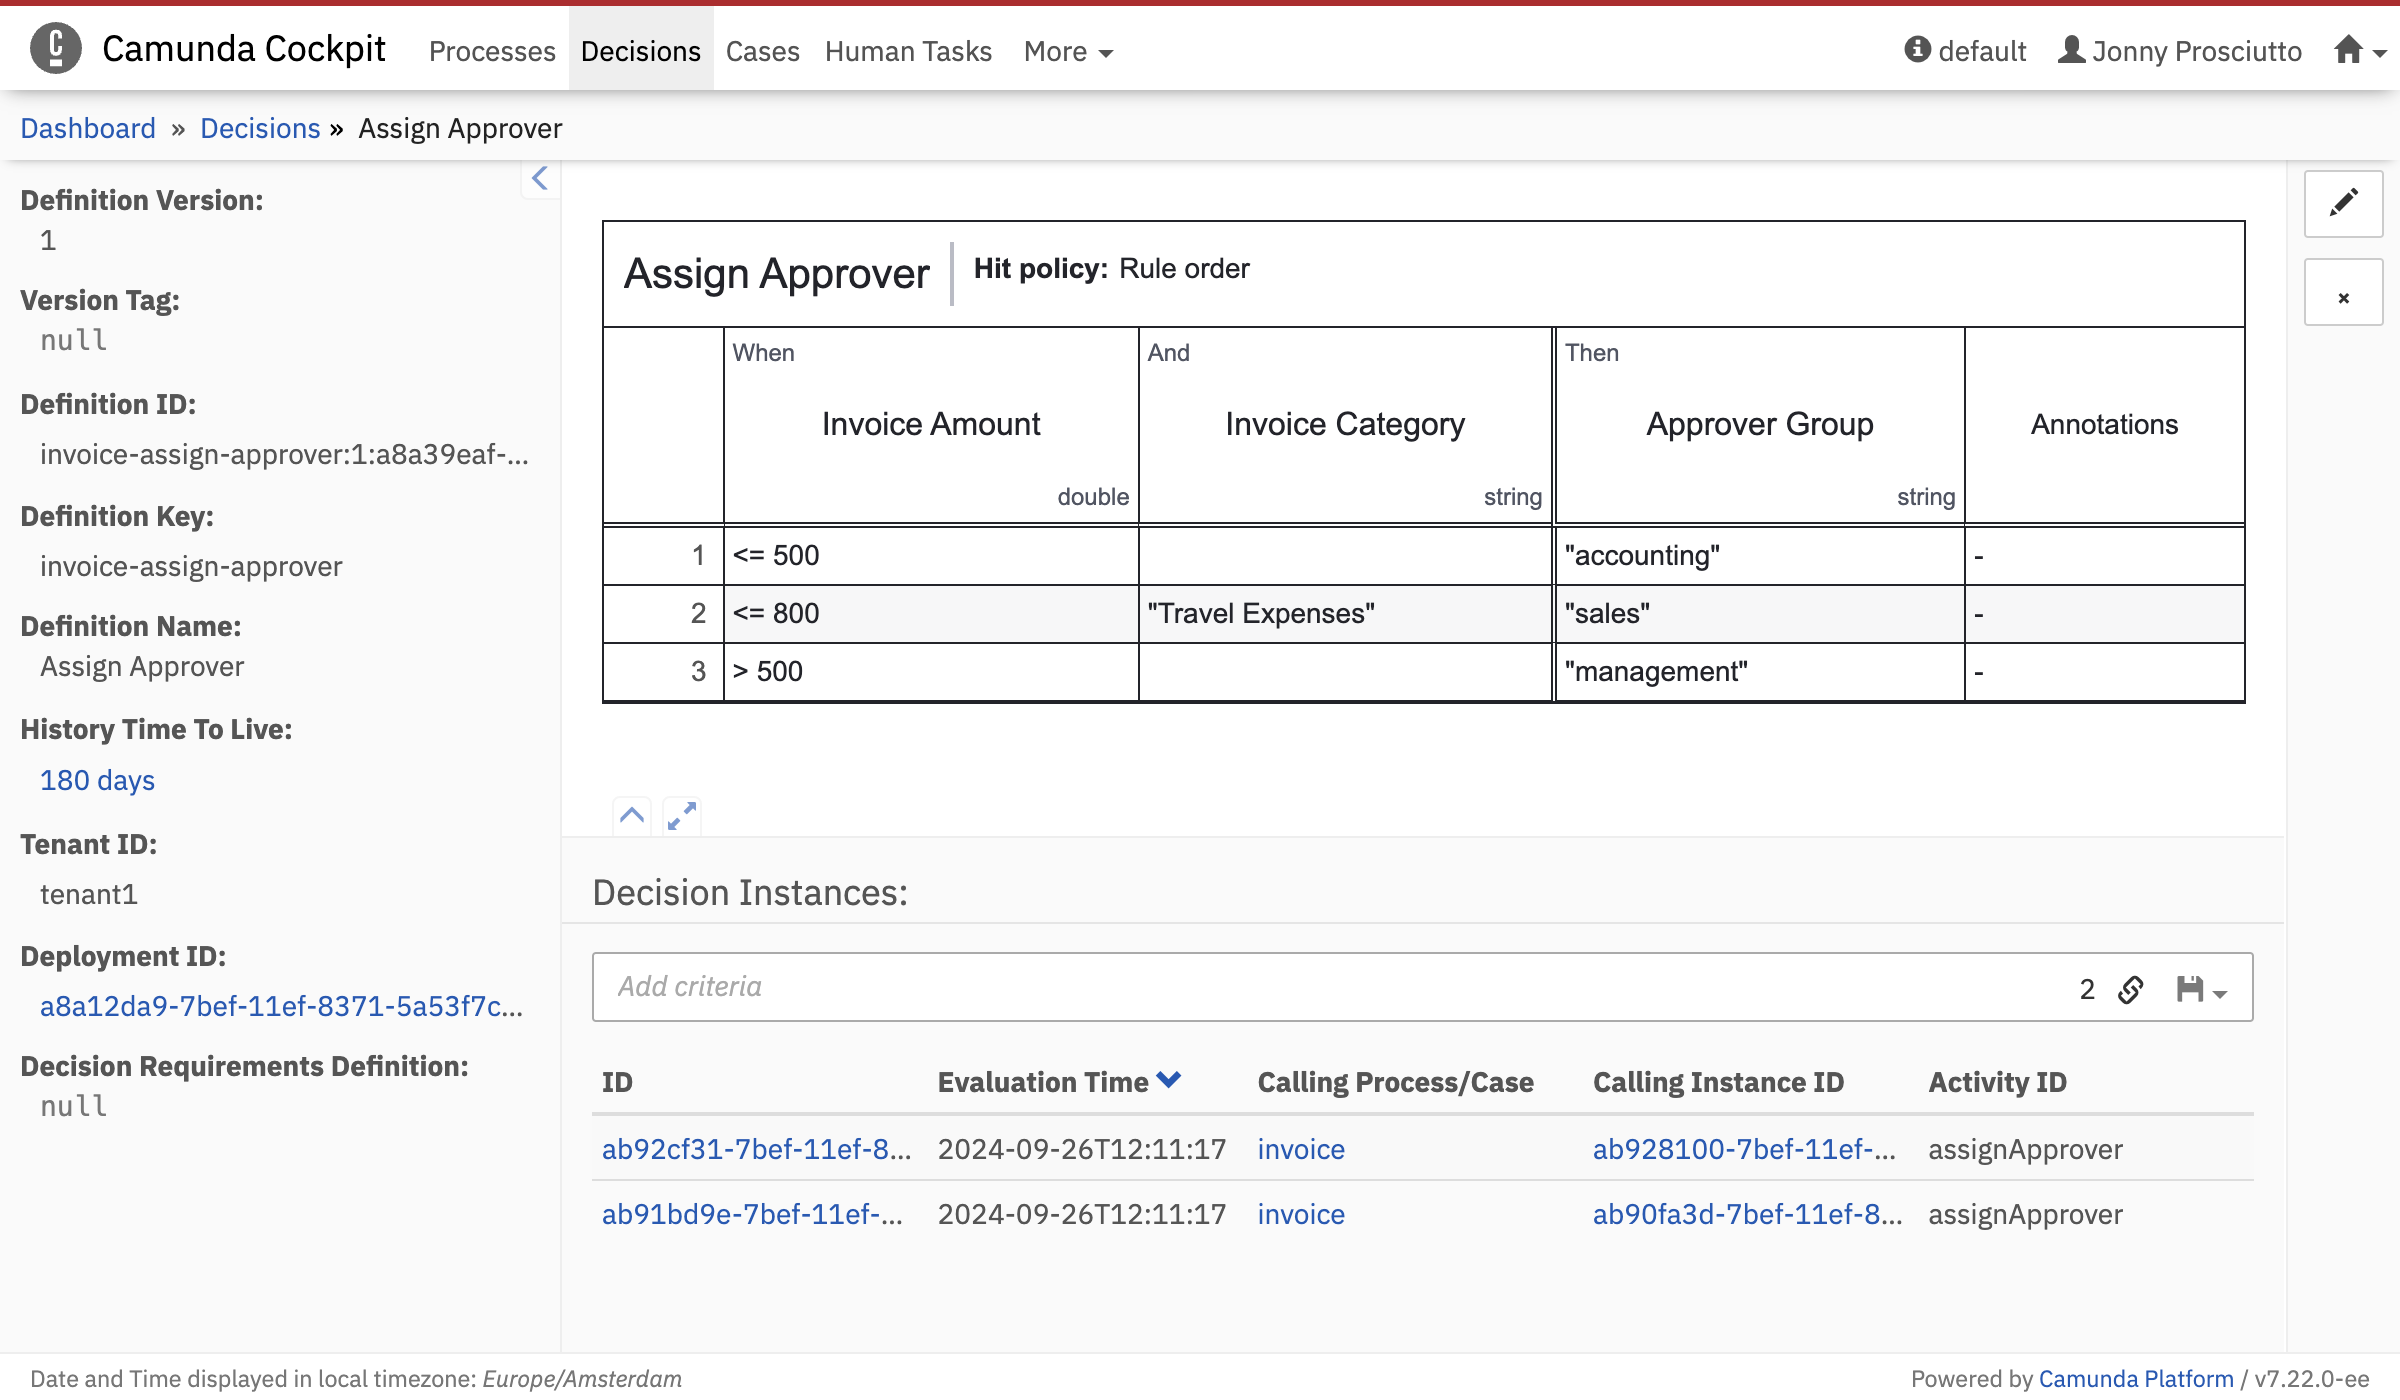 Camunda Cockpit Processes Decisions Cases Human Tasks More default Jonny Prosciutto
Dashboard » Decisions » Assign Approver
Definition Version:
1
Version Tag:
null
Definition ID:
invoice-assign-approver:1:a8a39eaf-...
Definition Key:
invoice-assign-approver
Definition Name:
Assign Approver
History Time To Live:
180 days
Tenant ID:
tenant1
Deployment ID:
a8a12da9-7bef-11ef-8371-5a53f7c...
Decision Requirements Definition:
null
Assign Approver Hit policy: Rule order
When And Then
Invoice Amount Invoice Category Approver Group Annotations
double string string
1 <= 500 "accounting" -
2 <= 800 "Travel Expenses" "sales" -
3 > 500 "management" -
Decision Instances:
Add criteria 2
ID Evaluation Time Calling Process/Case Calling Instance ID Activity ID
ab92cf31-7bef-11ef-8... 2024-09-26T12:11:17 invoice ab928100-7bef-11ef-... assignApprover
ab91bd9e-7bef-11ef-... 2024-09-26T12:11:17 invoice ab90fa3d-7bef-11ef-8... assignApprover
Date and Time displayed in local timezone: Europe/Amsterdam Powered by Camunda Platform / v7.22.0-ee